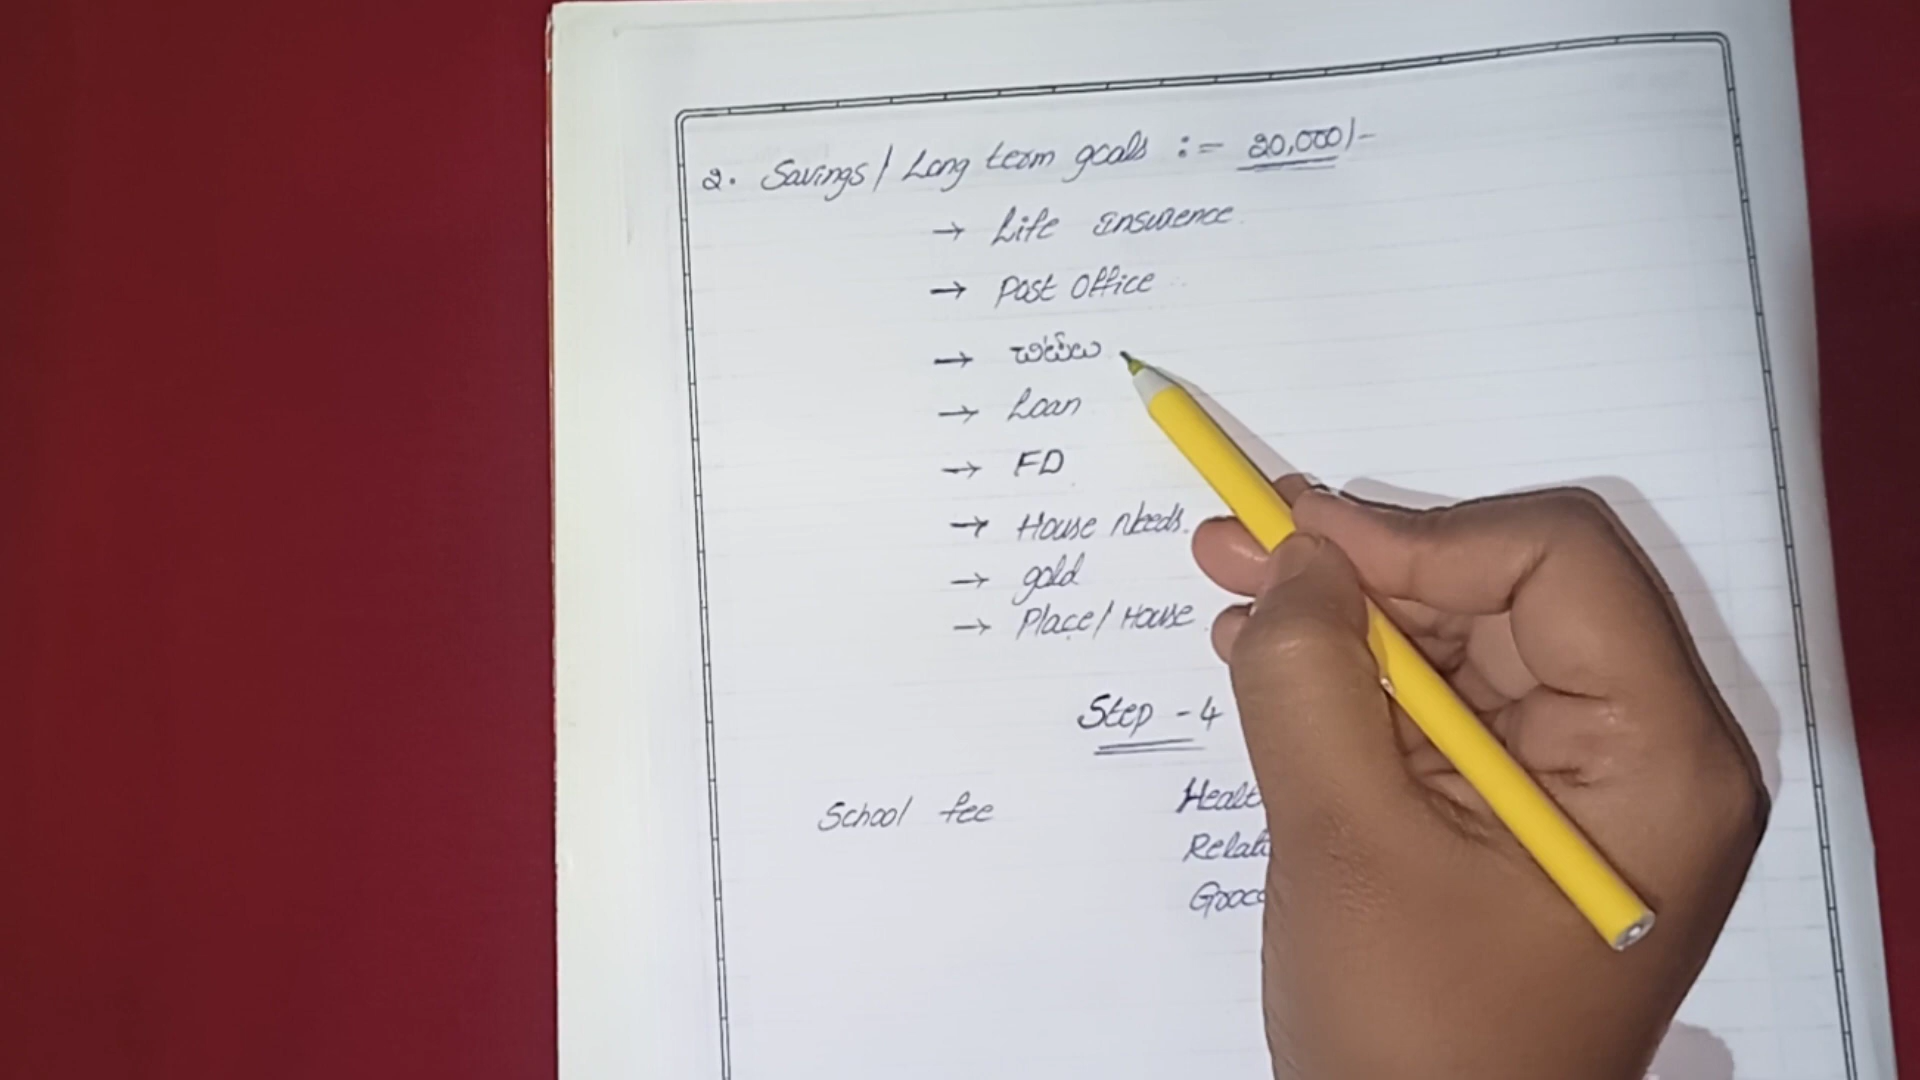 2. Savings / Long term goals :- 20,000/-
→ Life Insurence
→ Post Office
→ చిట్టీలు
→ Loan
→ FD
→ House Needs.
→ gold
→ Place / House
Step - 4
School fee